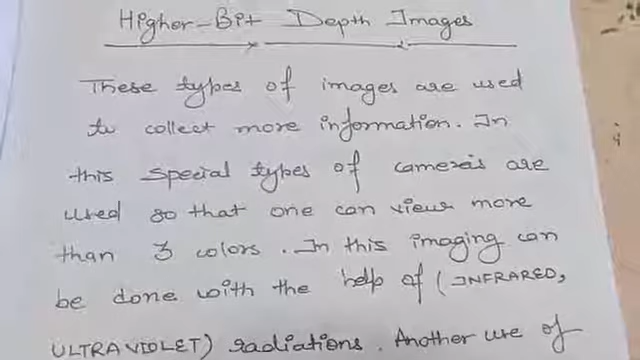 Higher-Bit Depth Images
These types of images are used
to collect more information. In
this special types of camera's are
used so that one can view more
than 3 colors. In this imaging can
be done with the help of (INFRARED,
ULTRAVIOLET) radiations. Another use of